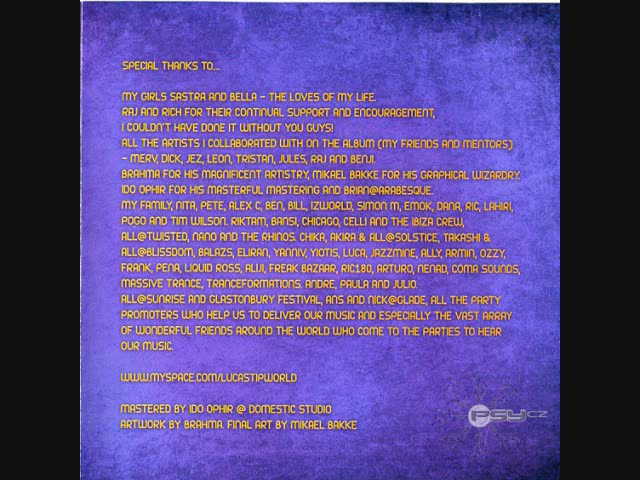 SPECIAL THANKS TO....
MY GIRLS SASTRA AND BELLA - THE LOVES OF MY LIFE.
RAJ AND RICH FOR THEIR CONTINUAL SUPPORT AND ENCOURAGEMENT,
I COULDN'T HAVE DONE IT WITHOUT YOU GUYS!
ALL THE ARTISTS I COLLABORATED WITH ON THE ALBUM (MY FRIENDS AND MENTORS)
- MERV, DICK, JEZ, LEON, TRISTAN, JULES, RAJ AND BENJI.
BRAHMA FOR HIS MAGNIFICENT ARTISTRY, MIKAEL BAKKE FOR HIS GRAPHICAL WIZARDRY.
IDO OPHIR FOR HIS MASTERFUL MASTERING AND BRIAN@ARABESQUE.
MY FAMILY, NITA, PETE, ALEX C, BEN, BILL, IZWORLD, SIMON M, EMOK, DANA, RIC, LAHIRI,
POGO AND TIM WILSON. RIKTAM, BANSI, CHICAGO, CELLI AND THE IBIZA CREW,
ALL@TWISTED, NANO AND THE RHINOS. CHIKA, AKIRA & ALL@SOLSTICE, TAKASHI &
ALL@BLISSDOM, BALAZS, ELIRAN, YANNIV, YIOTIS, LUCA, JAZZMINE, ALLY, ARMIN, OZZY,
FRANK, PENA, LIQUID ROSS, ALIJI, FREAK BAZAAR, RIC180, ARTURO, NENAD, COMA SOUNDS,
MASSIVE TRANCE, TRANCEFORMATIONS. ANDRE, PAULA AND JULIO.
ALL@SUNRISE AND GLASTONBURY FESTIVAL, ANS AND NICK@GLADE, ALL THE PARTY
PROMOTERS WHO HELP US TO DELIVER OUR MUSIC AND ESPECIALLY THE VAST ARRAY
OF WONDERFUL FRIENDS AROUND THE WORLD WHO COME TO THE PARTIES TO HEAR
OUR MUSIC.
WWW.MYSPACE.COM/LUCASTIPWORLD
MASTERED BY IDO OPHIR @ DOMESTIC STUDIO
ARTWORK BY BRAHMA. FINAL ART BY MIKAEL BAKKE
PSY CZ